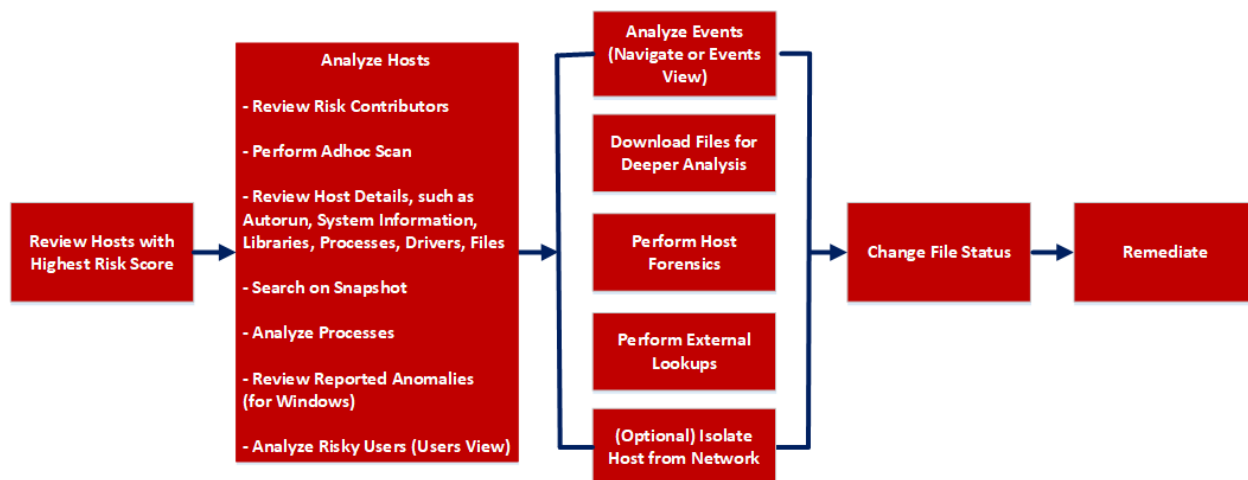 Review Hosts with
Highest Risk Score
Analyze Hosts
- Review Risk Contributors
- Perform Adhoc Scan
- Review Host Details, such as
Autorun, System Information,
Libraries, Processes, Drivers, Files
- Search on Snapshot
- Analyze Processes
- Review Reported Anomalies
(for Windows)
- Analyze Risky Users (Users View)
Analyze Events
(Navigate or Events
View)
Download Files for
Deeper Analysis
Perform Host
Forensics
Perform External
Lookups
(Optional) Isolate
Host from Network
Change File Status
Remediate